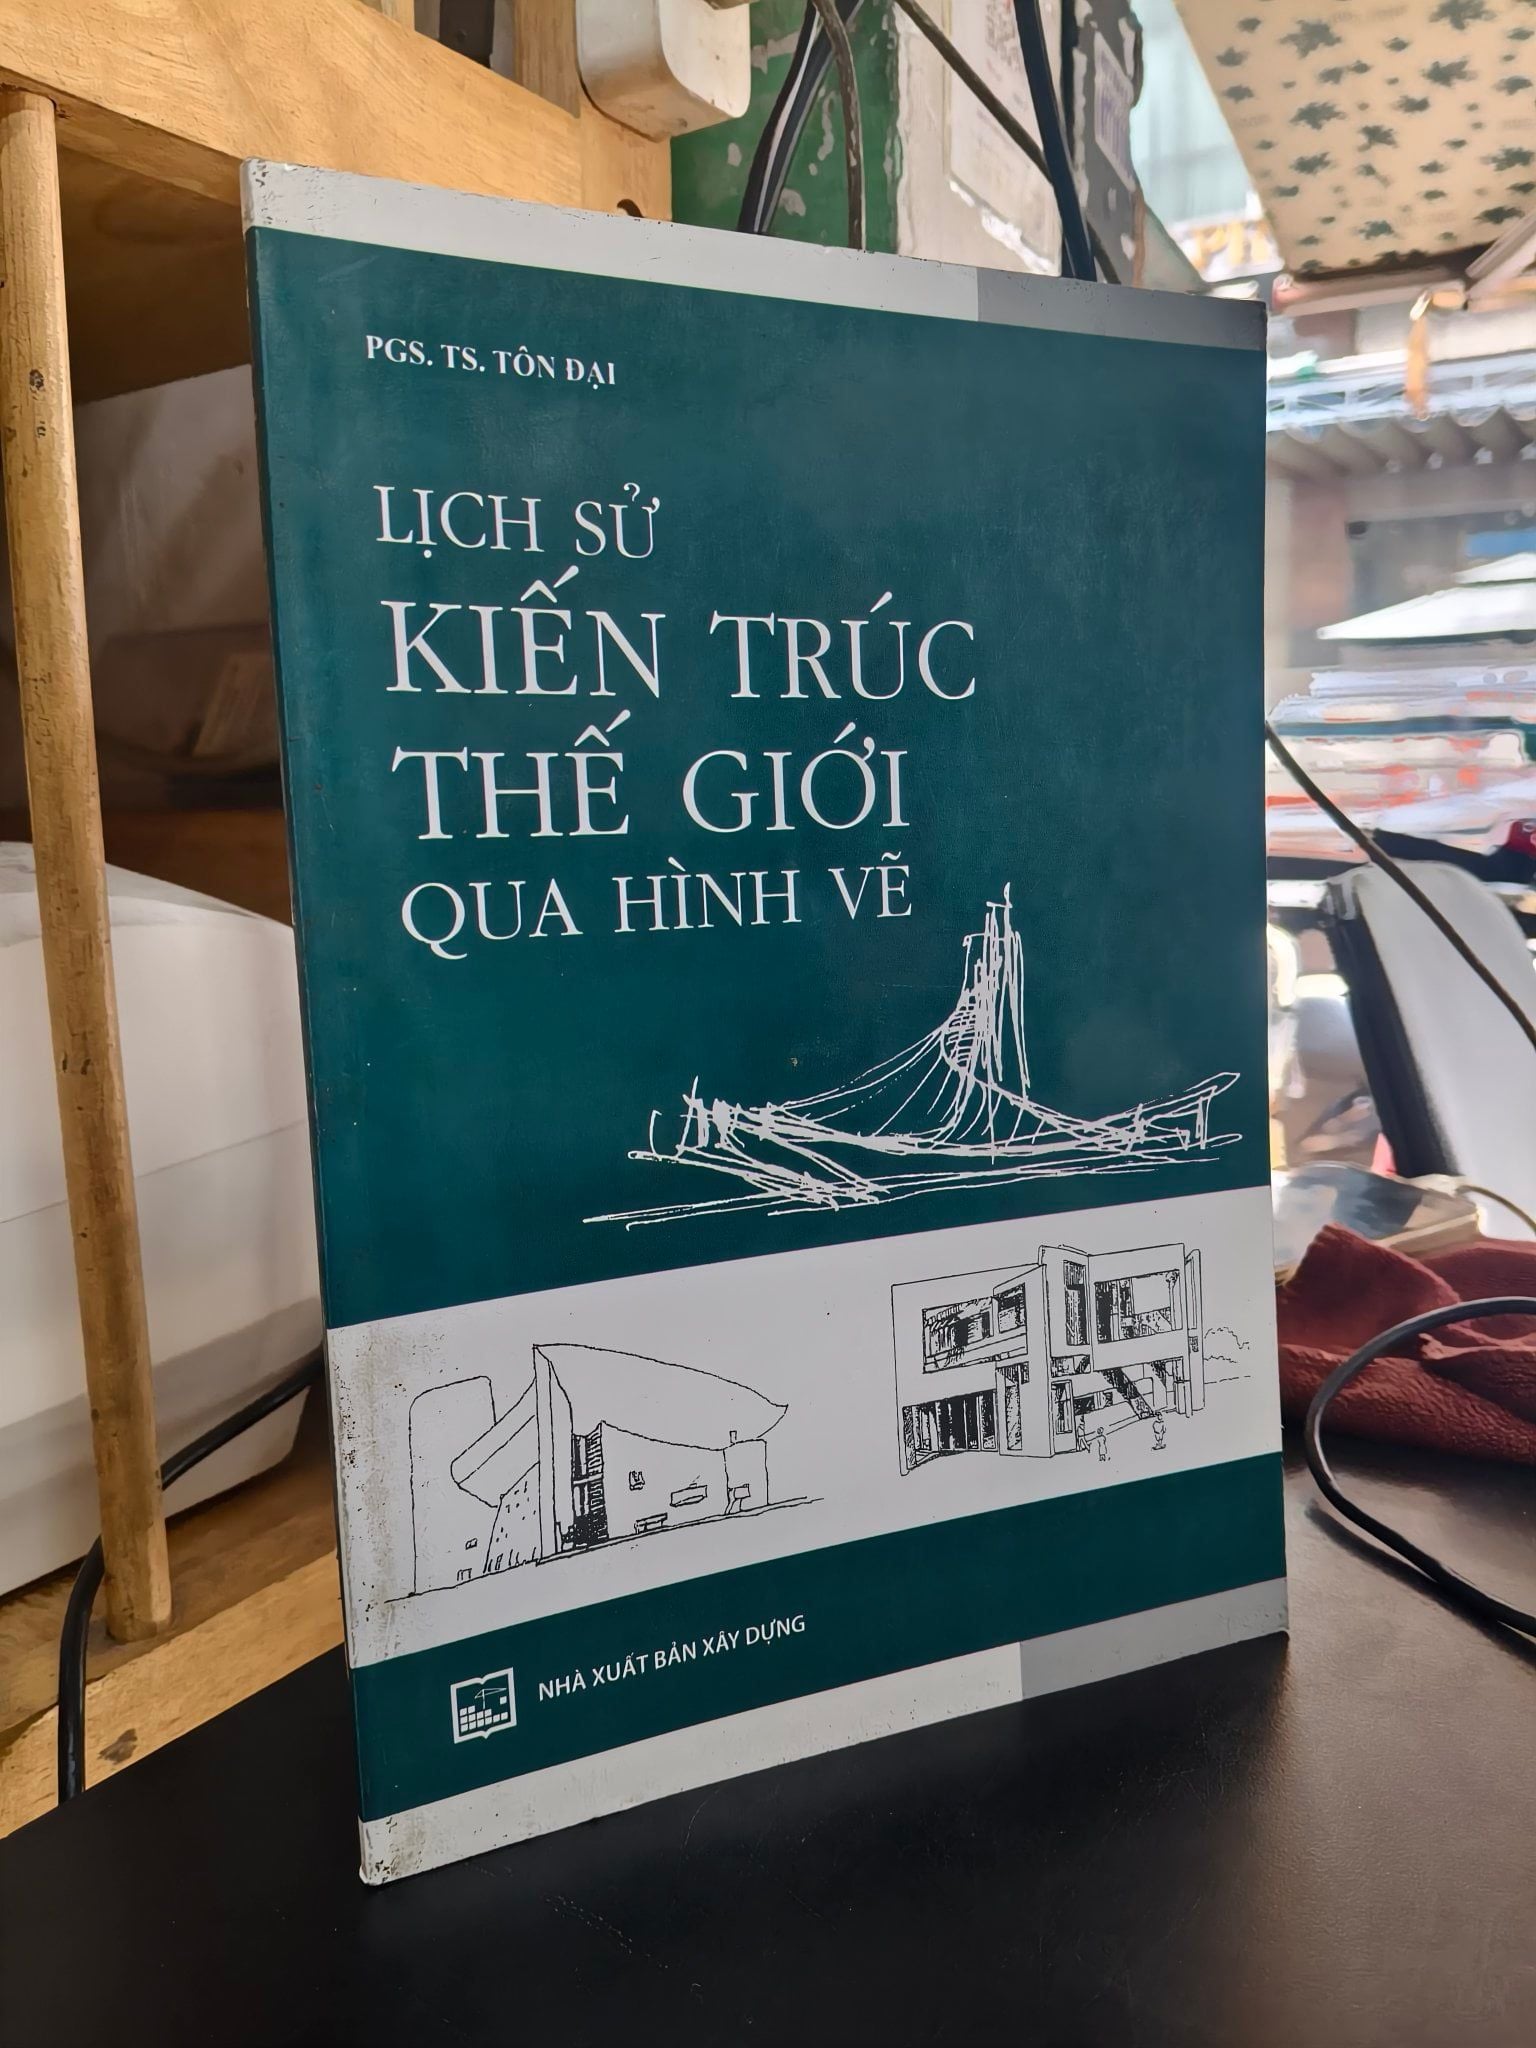 PGS. TS. TÔN ĐẠI
LỊCH SỬ
KIẾN TRÚC
THẾ GIỚI
QUA HÌNH VẼ
NHÀ XUẤT BẢN XÂY DỰNG